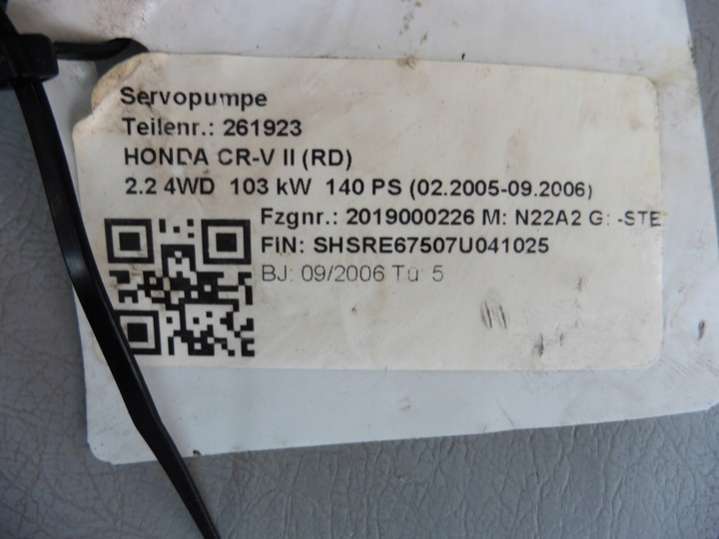 Servopumpe
Teilenr.: 261923
HONDA CR-V II (RD)
2.2 4WD 103 kW 140 PS (02.2005-09.2006)
Fzgnr.: 2019000226 M: N22A2 G: -STE
FIN: SHSRE67507U041025
BJ: 09/2006 Tü: 5